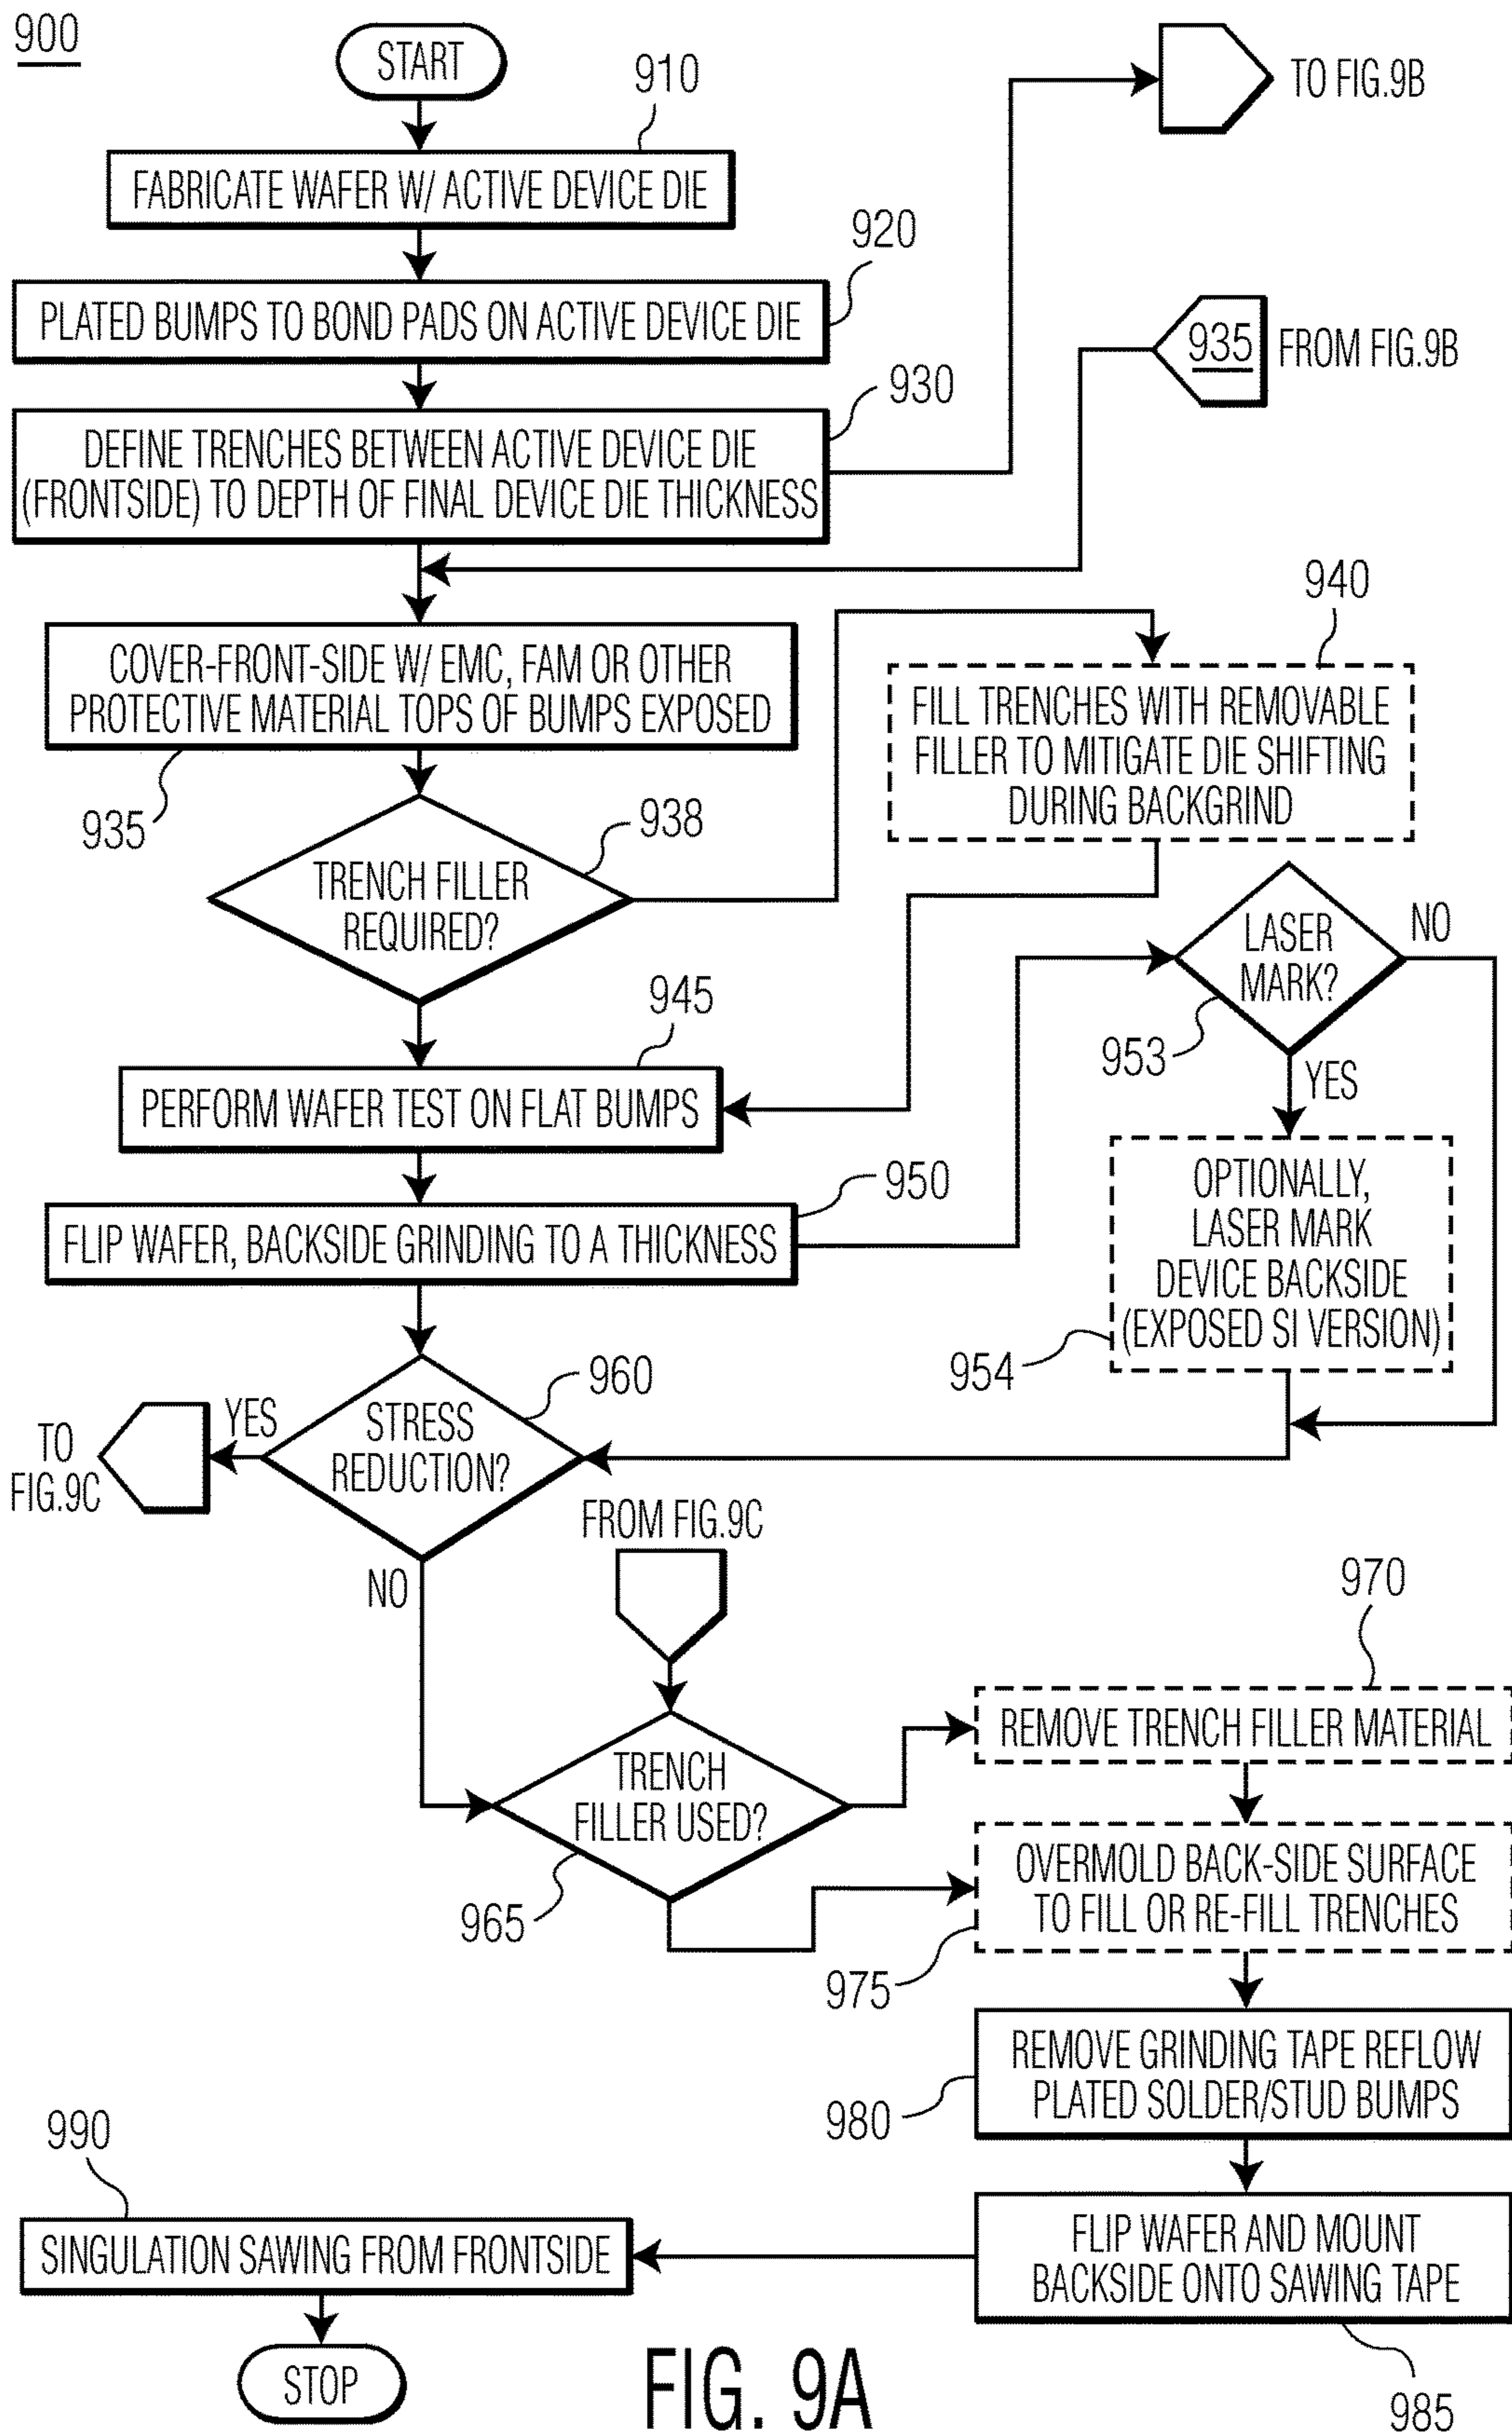 900
START
910
FABRICATE WAFER W/ ACTIVE DEVICE DIE
TO FIG.9B
920
PLATED BUMPS TO BOND PADS ON ACTIVE DEVICE DIE
935
FROM FIG.9B
930
DEFINE TRENCHES BETWEEN ACTIVE DEVICE DIE
(FRONTSIDE) TO DEPTH OF FINAL DEVICE DIE THICKNESS
COVER-FRONT-SIDE W/ EMC, FAM OR OTHER
PROTECTIVE MATERIAL TOPS OF BUMPS EXPOSED
935
940
FILL TRENCHES WITH REMOVABLE
FILLER TO MITIGATE DIE SHIFTING
DURING BACKGRIND
938
TRENCH FILLER
REQUIRED?
945
PERFORM WAFER TEST ON FLAT BUMPS
950
FLIP WAFER, BACKSIDE GRINDING TO A THICKNESS
LASER
MARK?
NO
953
YES
OPTIONALLY,
LASER MARK
DEVICE BACKSIDE
(EXPOSED SI VERSION)
954
960
STRESS
REDUCTION?
YES
TO
FIG.9C
NO
FROM FIG.9C
TRENCH
FILLER USED?
965
970
REMOVE TRENCH FILLER MATERIAL
OVERMOLD BACK-SIDE SURFACE
TO FILL OR RE-FILL TRENCHES
975
REMOVE GRINDING TAPE REFLOW
PLATED SOLDER/STUD BUMPS
980
FLIP WAFER AND MOUNT
BACKSIDE ONTO SAWING TAPE
985
990
SINGULATION SAWING FROM FRONTSIDE
STOP
FIG. 9A